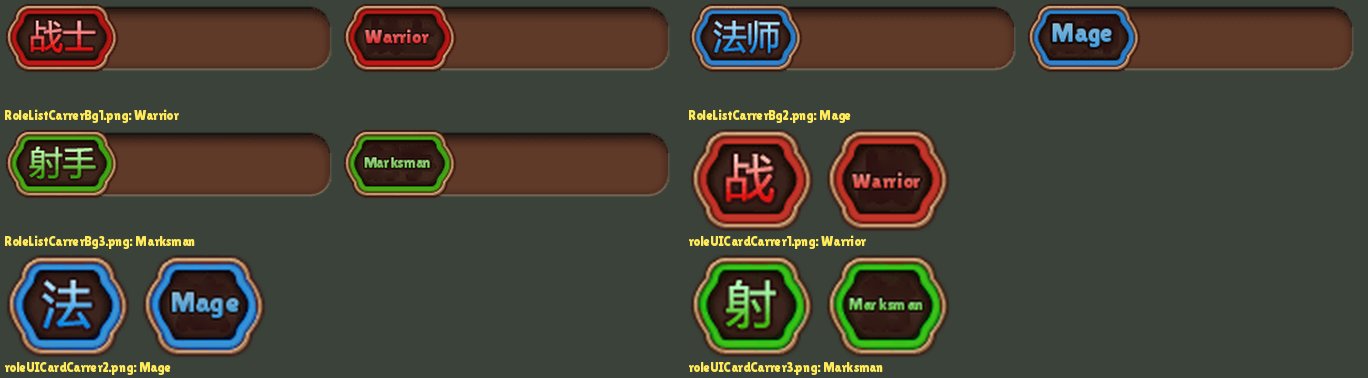 战士 Warrior 法师 Mage
RoleListCarrerBg1.png: Warrior RoleListCarrerBg2.png: Mage
射手 Marksman 战 Warrior
RoleListCarrerBg3.png: Marksman roleUICardCarrer1.png: Warrior
法 Mage 射 Marksman
roleUICardCarrer2.png: Mage roleUICardCarrer3.png: Marksman